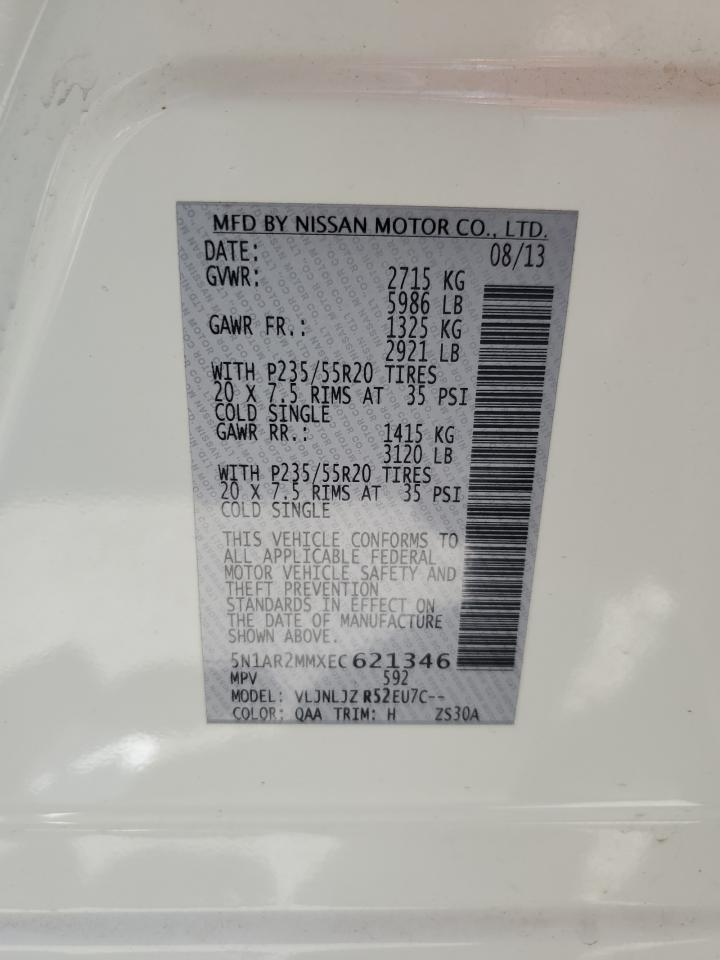 MFD BY NISSAN MOTOR CO., LTD.
DATE: 08/13
GVWR: 2715 KG
5986 LB
GAWR FR.: 1325 KG
2921 LB
WITH P235/55R20 TIRES
20 X 7.5 RIMS AT 35 PSI
COLD SINGLE
GAWR RR.: 1415 KG
3120 LB
WITH P235/55R20 TIRES
20 X 7.5 RIMS AT 35 PSI
COLD SINGLE
THIS VEHICLE CONFORMS TO
ALL APPLICABLE FEDERAL
MOTOR VEHICLE SAFETY AND
THEFT PREVENTION
STANDARDS IN EFFECT ON
THE DATE OF MANUFACTURE
SHOWN ABOVE.
5N1AR2MMXEC621346
MPV 592
MODEL: VLJNLJZ R52EU7C--
COLOR: QAA TRIM: H ZS30A